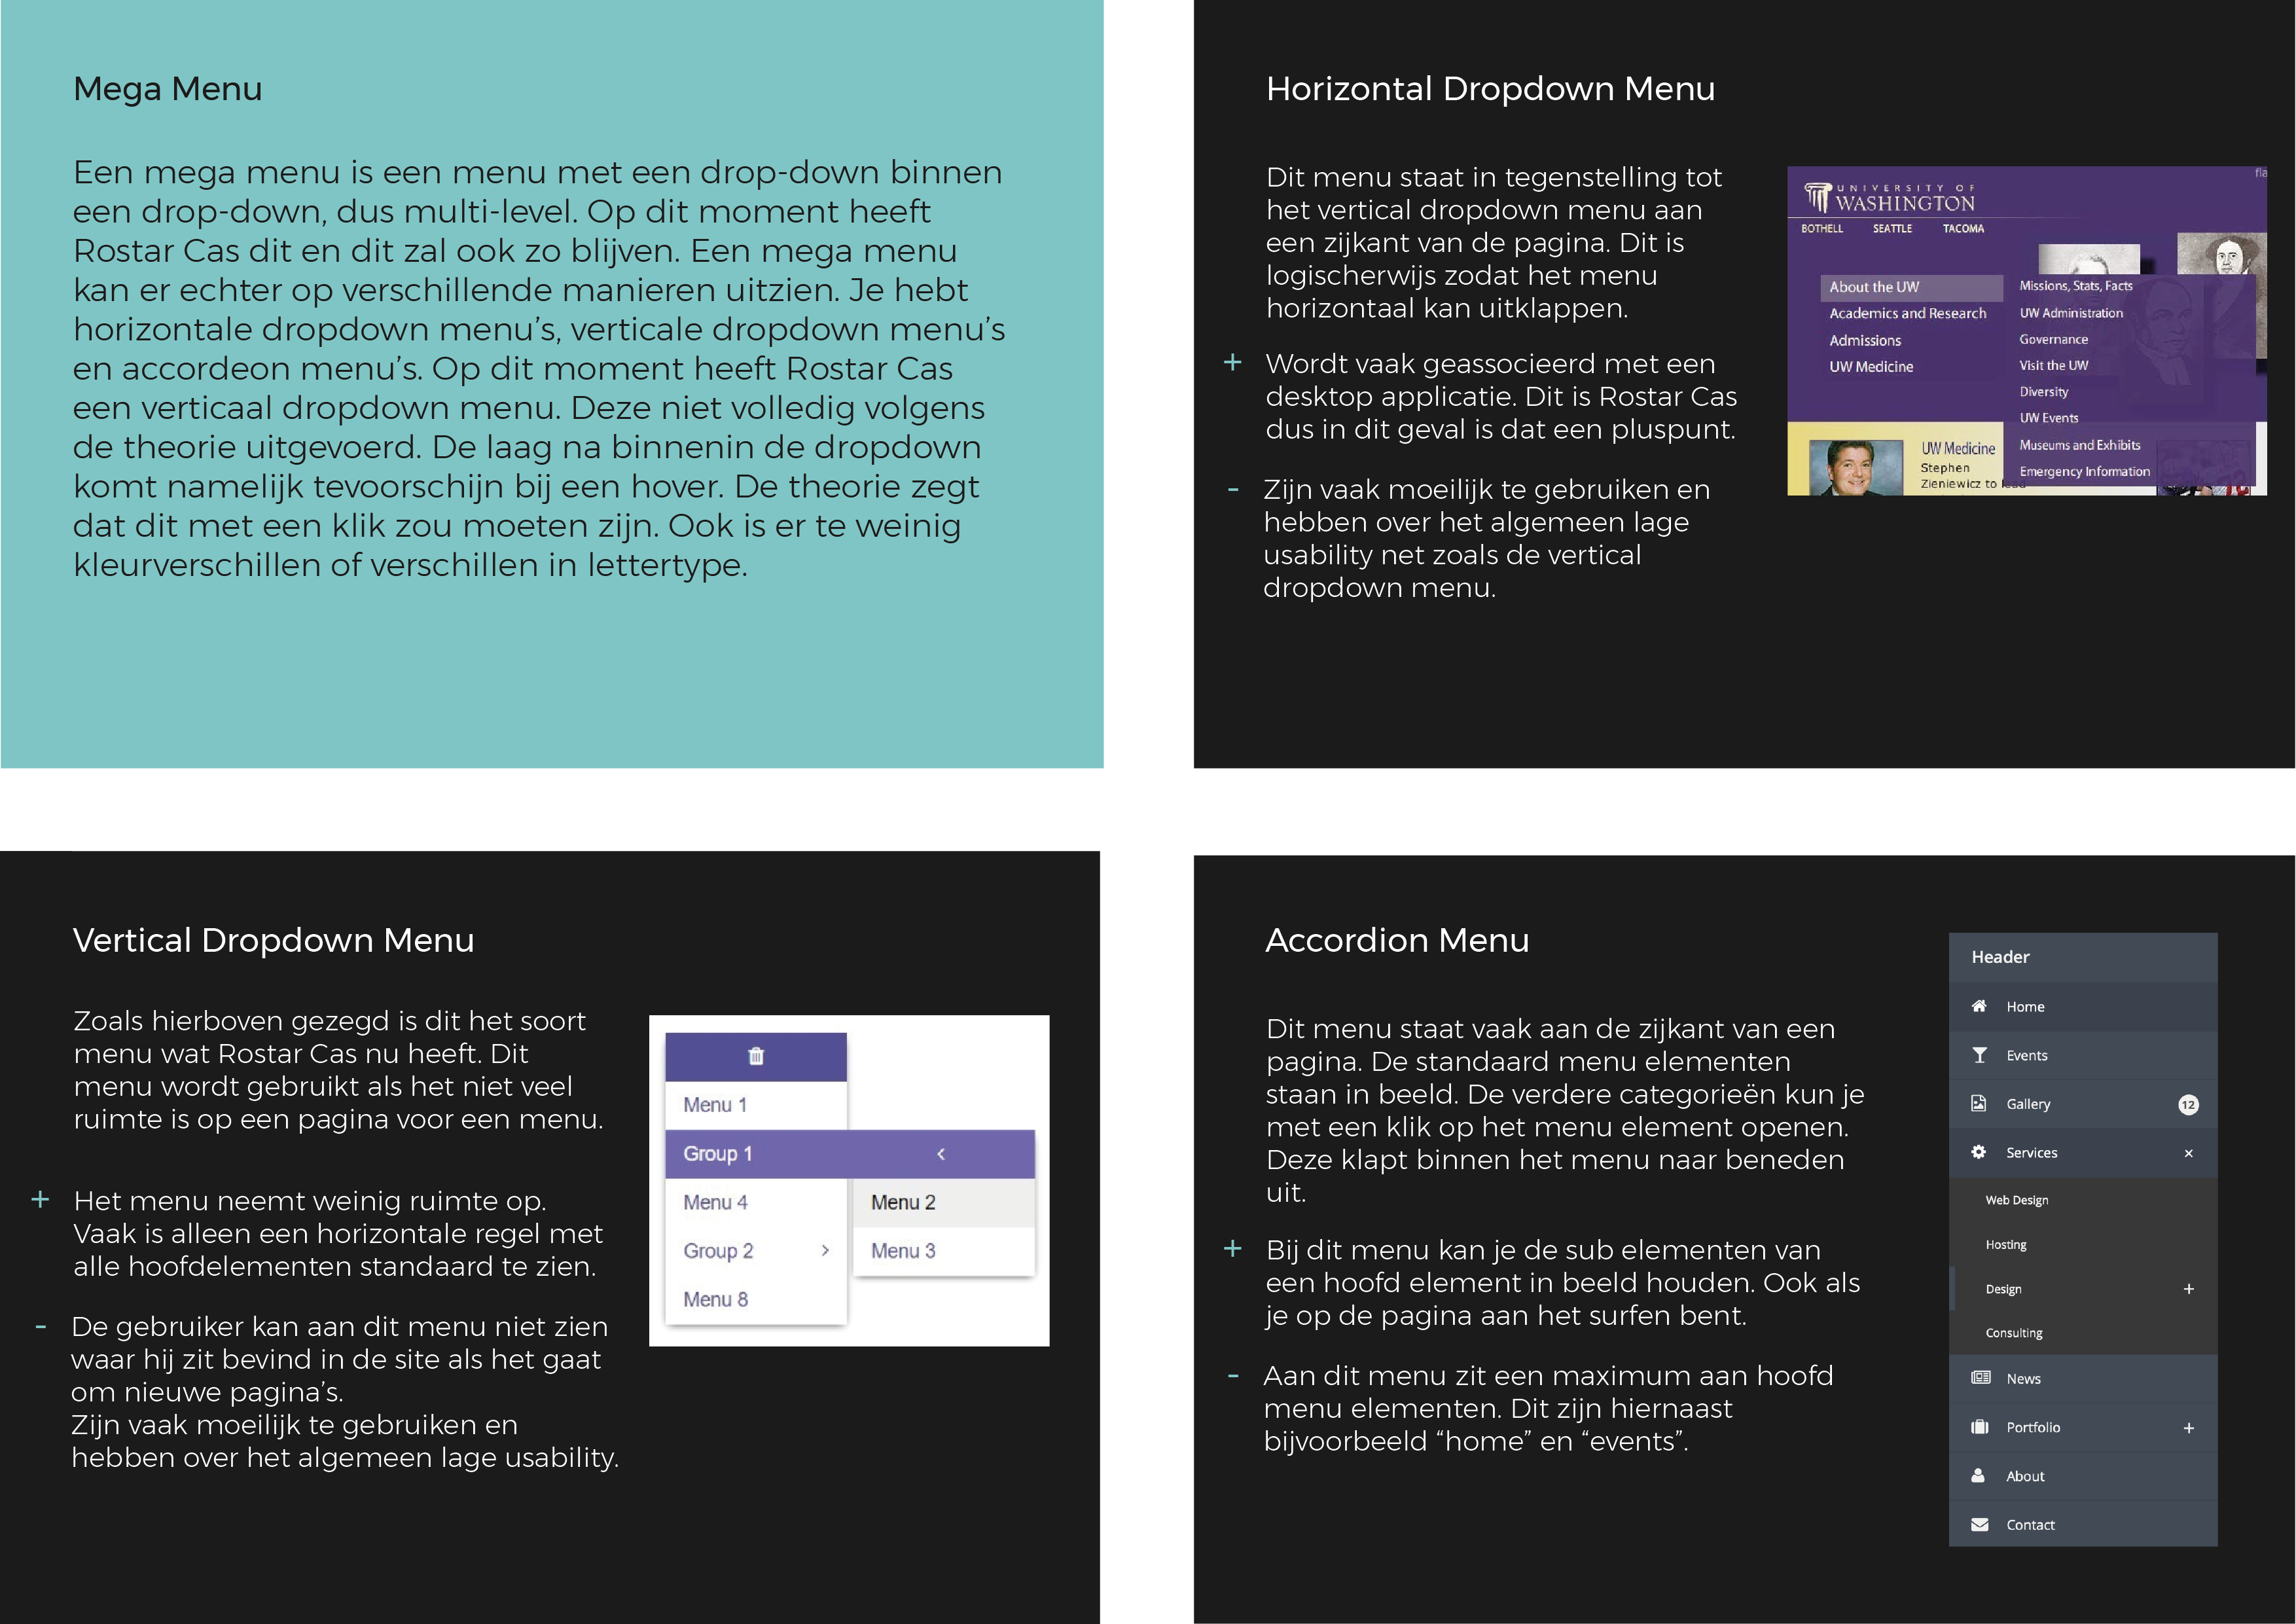 Mega Menu
Een mega menu is een menu met een drop-down binnen
een drop-down, dus multi-level. Op dit moment heeft
Rostar Cas dit en dit zal ook zo blijven. Een mega menu
kan er echter op verschillende manieren uitzien. Je hebt
horizontale dropdown menu’s, verticale dropdown menu’s
en accordeon menu’s. Op dit moment heeft Rostar Cas
een verticaal dropdown menu. Deze niet volledig volgens
de theorie uitgevoerd. De laag na binnenin de dropdown
komt namelijk tevoorschijn bij een hover. De theorie zegt
dat dit met een klik zou moeten zijn. Ook is er te weinig
kleurverschillen of verschillen in lettertype.
Horizontal Dropdown Menu
Dit menu staat in tegenstelling tot
het vertical dropdown menu aan
een zijkant van de pagina. Dit is
logischerwijs zodat het menu
horizontaal kan uitklappen.
+ Wordt vaak geassocieerd met een
desktop applicatie. Dit is Rostar Cas
dus in dit geval is dat een pluspunt.
- Zijn vaak moeilijk te gebruiken en
hebben over het algemeen lage
usability net zoals de vertical
dropdown menu.
fla
UNIVERSITY OF
WASHINGTON
BOTHELL SEATTLE TACOMA
About the UW
Academics and Research
Admissions
UW Medicine
Missions, Stats, Facts
UW Administration
Governance
Visit the UW
Diversity
UW Events
Museums and Exhibits
Emergency Information
UW Medicine
Stephen
Zieniewicz to lead
Vertical Dropdown Menu
Zoals hierboven gezegd is dit het soort
menu wat Rostar Cas nu heeft. Dit
menu wordt gebruikt als het niet veel
ruimte is op een pagina voor een menu.
+ Het menu neemt weinig ruimte op.
Vaak is alleen een horizontale regel met
alle hoofdelementen standaard te zien.
- De gebruiker kan aan dit menu niet zien
waar hij zit bevind in de site als het gaat
om nieuwe pagina’s.
Zijn vaak moeilijk te gebruiken en
hebben over het algemeen lage usability.
Menu 1
Group 1 <
Menu 4
Group 2 >
Menu 8
Menu 2
Menu 3
Accordion Menu
Dit menu staat vaak aan de zijkant van een
pagina. De standaard menu elementen
staan in beeld. De verdere categorieën kun je
met een klik op het menu element openen.
Deze klapt binnen het menu naar beneden
uit.
+ Bij dit menu kan je de sub elementen van
een hoofd element in beeld houden. Ook als
je op de pagina aan het surfen bent.
- Aan dit menu zit een maximum aan hoofd
menu elementen. Dit zijn hiernaast
bijvoorbeeld “home” en “events”.
Header
Home
Events
Gallery 12
Services ×
Web Design
Hosting
Design +
Consulting
News
Portfolio +
About
Contact